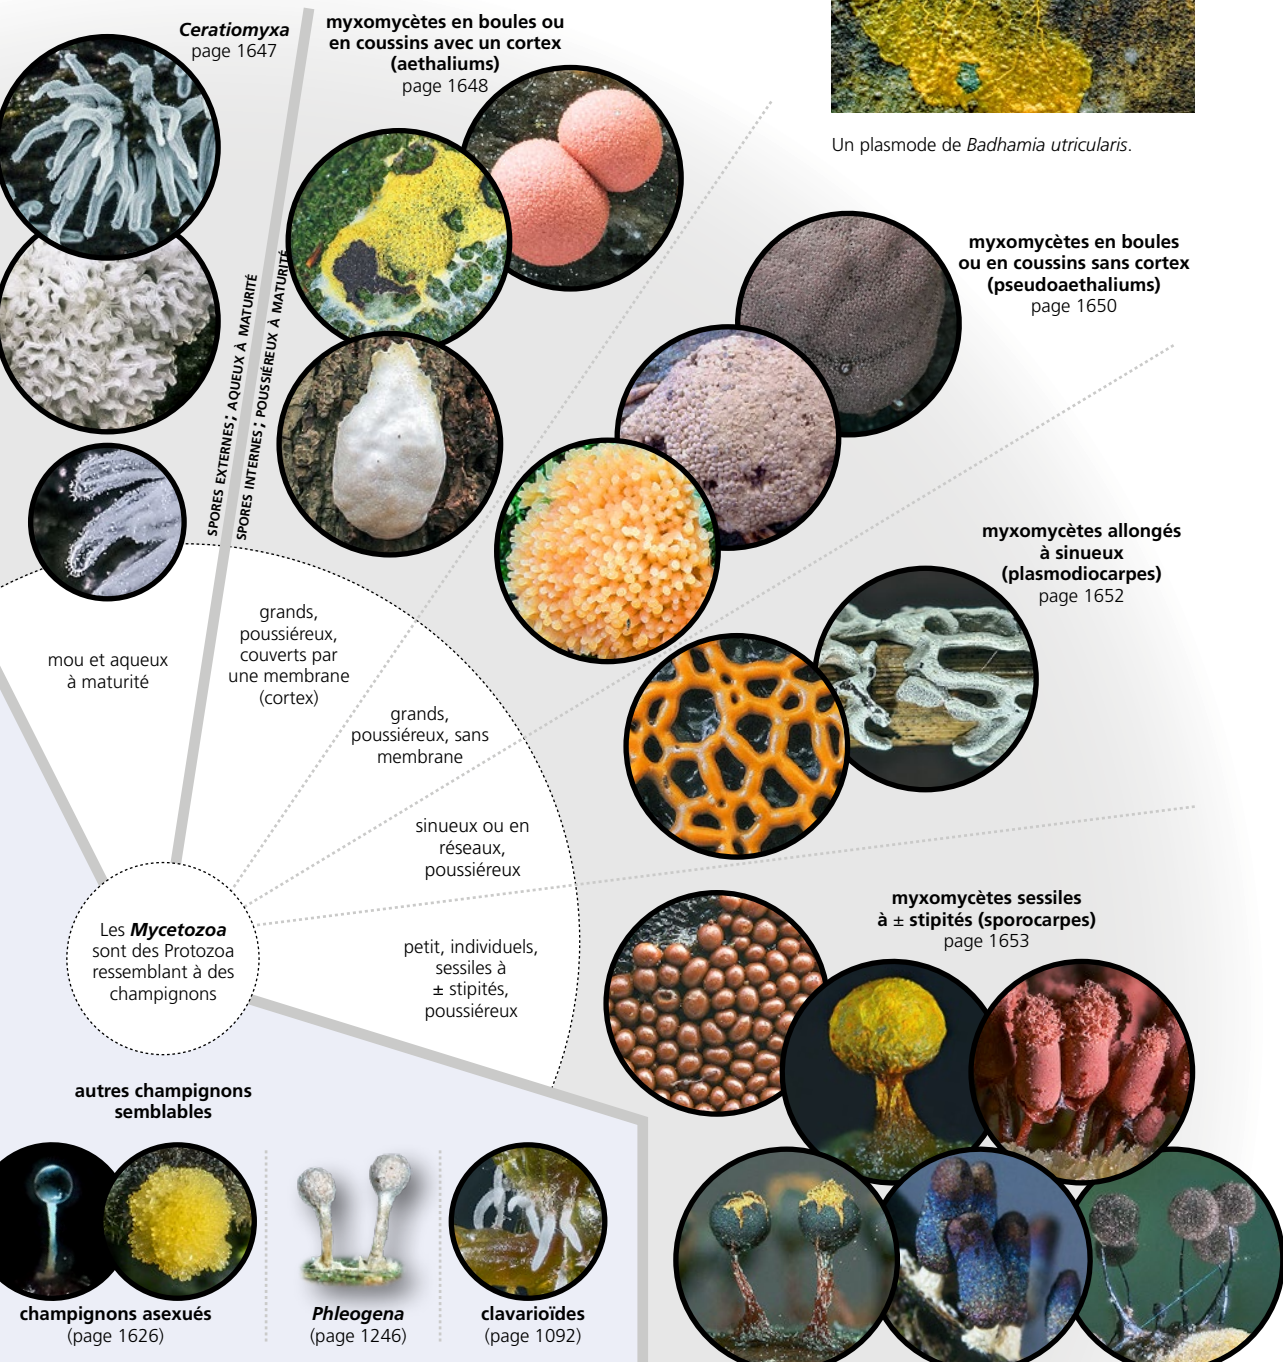 Ceratiomyxa
page 1647
myxomycètes en boules ou
en coussins avec un cortex
(aethaliums)
page 1648
Un plasmode de Badhamia utricularis.
myxomycètes en boules
ou en coussins sans cortex
(pseudoaethaliums)
page 1650
SPORES EXTERNES ; AQUEUX À MATURITÉ
SPORES INTERNES ; POUSSIÉREUX À MATURITÉ
myxomycètes allongés
à sinueux
(plasmodiocarpes)
page 1652
mou et aqueux
à maturité
grands,
poussiéreux,
couverts par
une membrane
(cortex)
grands,
poussiéreux, sans
membrane
sinueux ou en
réseaux,
poussiéreux
petit, individuels,
sessiles à
± stipités,
poussiéreux
Les Mycetozoa
sont des Protozoa
ressemblant à des
champignons
myxomycètes sessiles
à ± stipités (sporocarpes)
page 1653
autres champignons
semblables
champignons asexués
(page 1626)
Phleogena
(page 1246)
clavarioïdes
(page 1092)